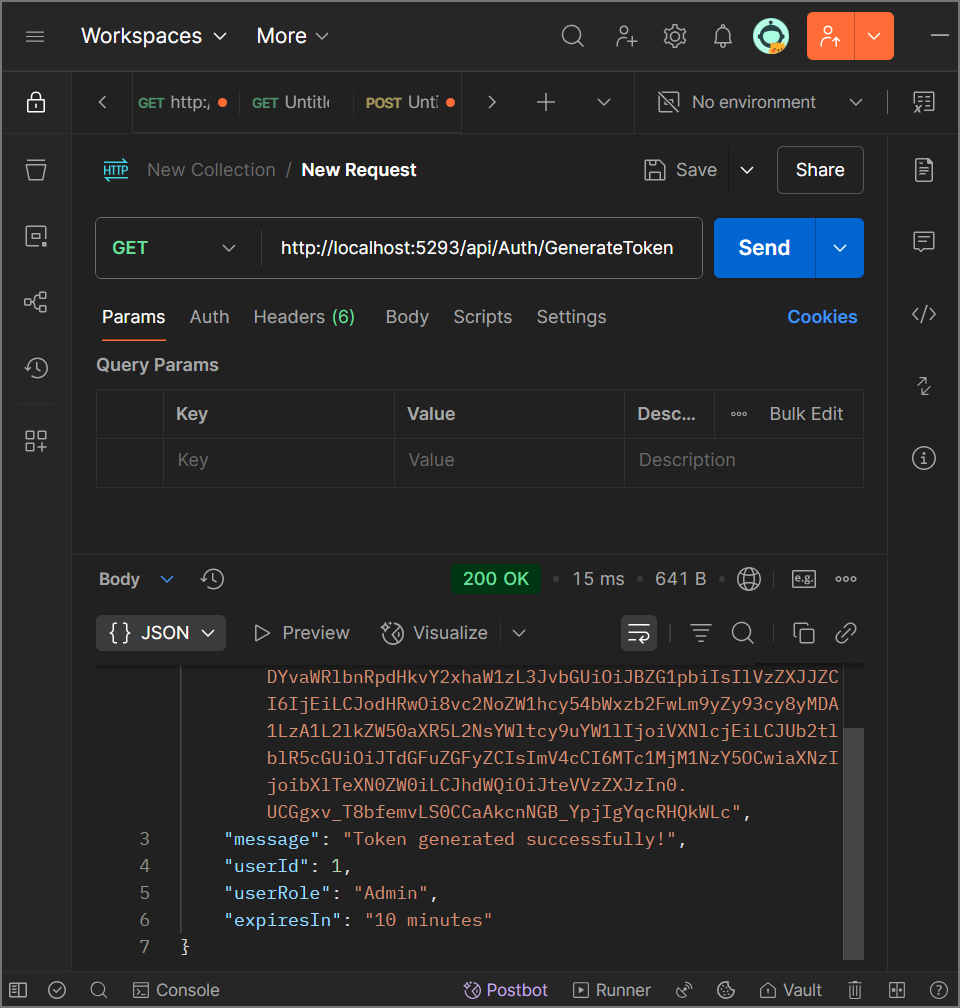 Workspaces More
GET http:/ GET Untitle POST Unti No environment
HTTP New Collection / New Request Save Share
GET http://localhost:5293/api/Auth/GenerateToken Send
Params Auth Headers (6) Body Scripts Settings Cookies
Query Params
Key Value Desc... Bulk Edit
Key Value Description
Body 200 OK • 15 ms • 641 B • e.g.
{} JSON Preview Visualize
DYvaWRlbnRpdHkvY2xhaW1zL3JvbGUiOiJBZG1pbiIsIlVzZXJJZC
I6IjEiLCJodHRwOi8vc2NoZW1hcy54bWxzb2FwLm9yZy93cy8yMDA
1LzA1L2lkZW50aXR5L2NsYWltcy9uYW1lIjoiVXNlcjEiLCJUb2tl
blR5cGUiOiJTdGFuZGFyZCIsImV4cCI6MTc1MjM1NzY5OCwiaXNzI
joibXlTeXN0ZW0iLCJhdWQiOiJteVVzZXJzIn0.
UCGgxv_T8bfemvLS0CCaAkcnNGB_YpjIgYqcRHQkWLc",
3 "message": "Token generated successfully!",
4 "userId": 1,
5 "userRole": "Admin",
6 "expiresIn": "10 minutes"
7 }
Console Postbot Runner Vault